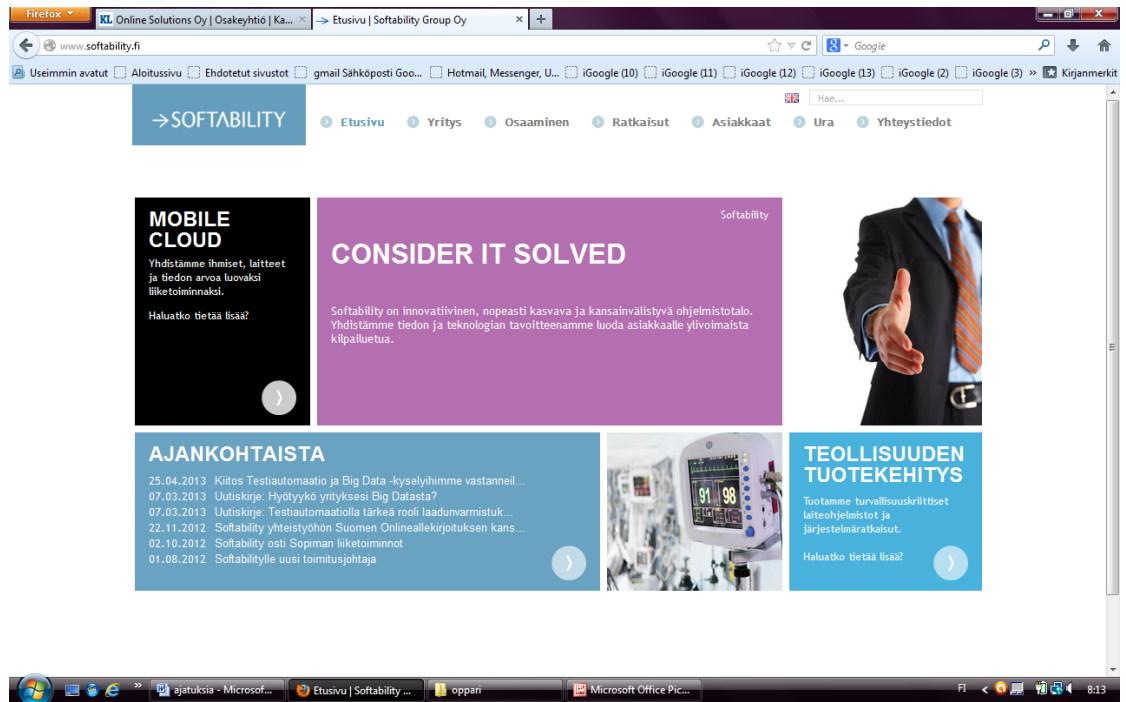 Firefox
KL Online Solutions Oy | Osakeyhtiö | Ka...
Etusivu | Softability Group Oy
www.softability.fi
Google
Useimmin avatut
Aloitussivu
Ehdotetut sivustot
gmail Sähköposti Goo...
Hotmail, Messenger, U...
iGoogle (10)
iGoogle (11)
iGoogle (12)
iGoogle (13)
iGoogle (2)
iGoogle (3)
»
Kirjanmerkit
SOFTABILITY
Hae...
Etusivu
Yritys
Osaaminen
Ratkaisut
Asiakkaat
Ura
Yhteystiedot
MOBILE
CLOUD
Yhdistämme ihmiset, laitteet
ja tiedon arvoa luovaksi
liiketoiminnaksi.
Haluatko tietää lisää?
Softability
CONSIDER IT SOLVED
Softability on innovatiivinen, nopeasti kasvava ja kansainvälistyvä ohjelmistotalo.
Yhdistämme tiedon ja teknologian tavoitteenamme luoda asiakkaalle ylivoimaista
kilpailuetua.
AJANKOHTAISTA
25.04.2013 Kiitos Testiautomaatio ja Big Data -kyselyihimme vastanneil...
07.03.2013 Uutiskirje: Hyötyykö yrityksesi Big Datasta?
07.03.2013 Uutiskirje: Testiautomaatiolla tärkeä rooli laadunvarmistuk...
22.11.2012 Softability yhteistyöhön Suomen Onlineallekirjoituksen kans...
02.10.2012 Softability osti Sopiman liiketoiminnot
01.08.2012 Softabilitylle uusi toimitusjohtaja
91 98
TEOLLISUUDEN
TUOTEKEHITYS
Tuotamme turvallisuuskriittiset
laiteohjelmistot ja
järjestelmäratkaisut.
Haluatko tietää lisää?
»
ajatuksia - Microsof...
Etusivu | Softability ...
oppari
Microsoft Office Pic...
FI
8:13